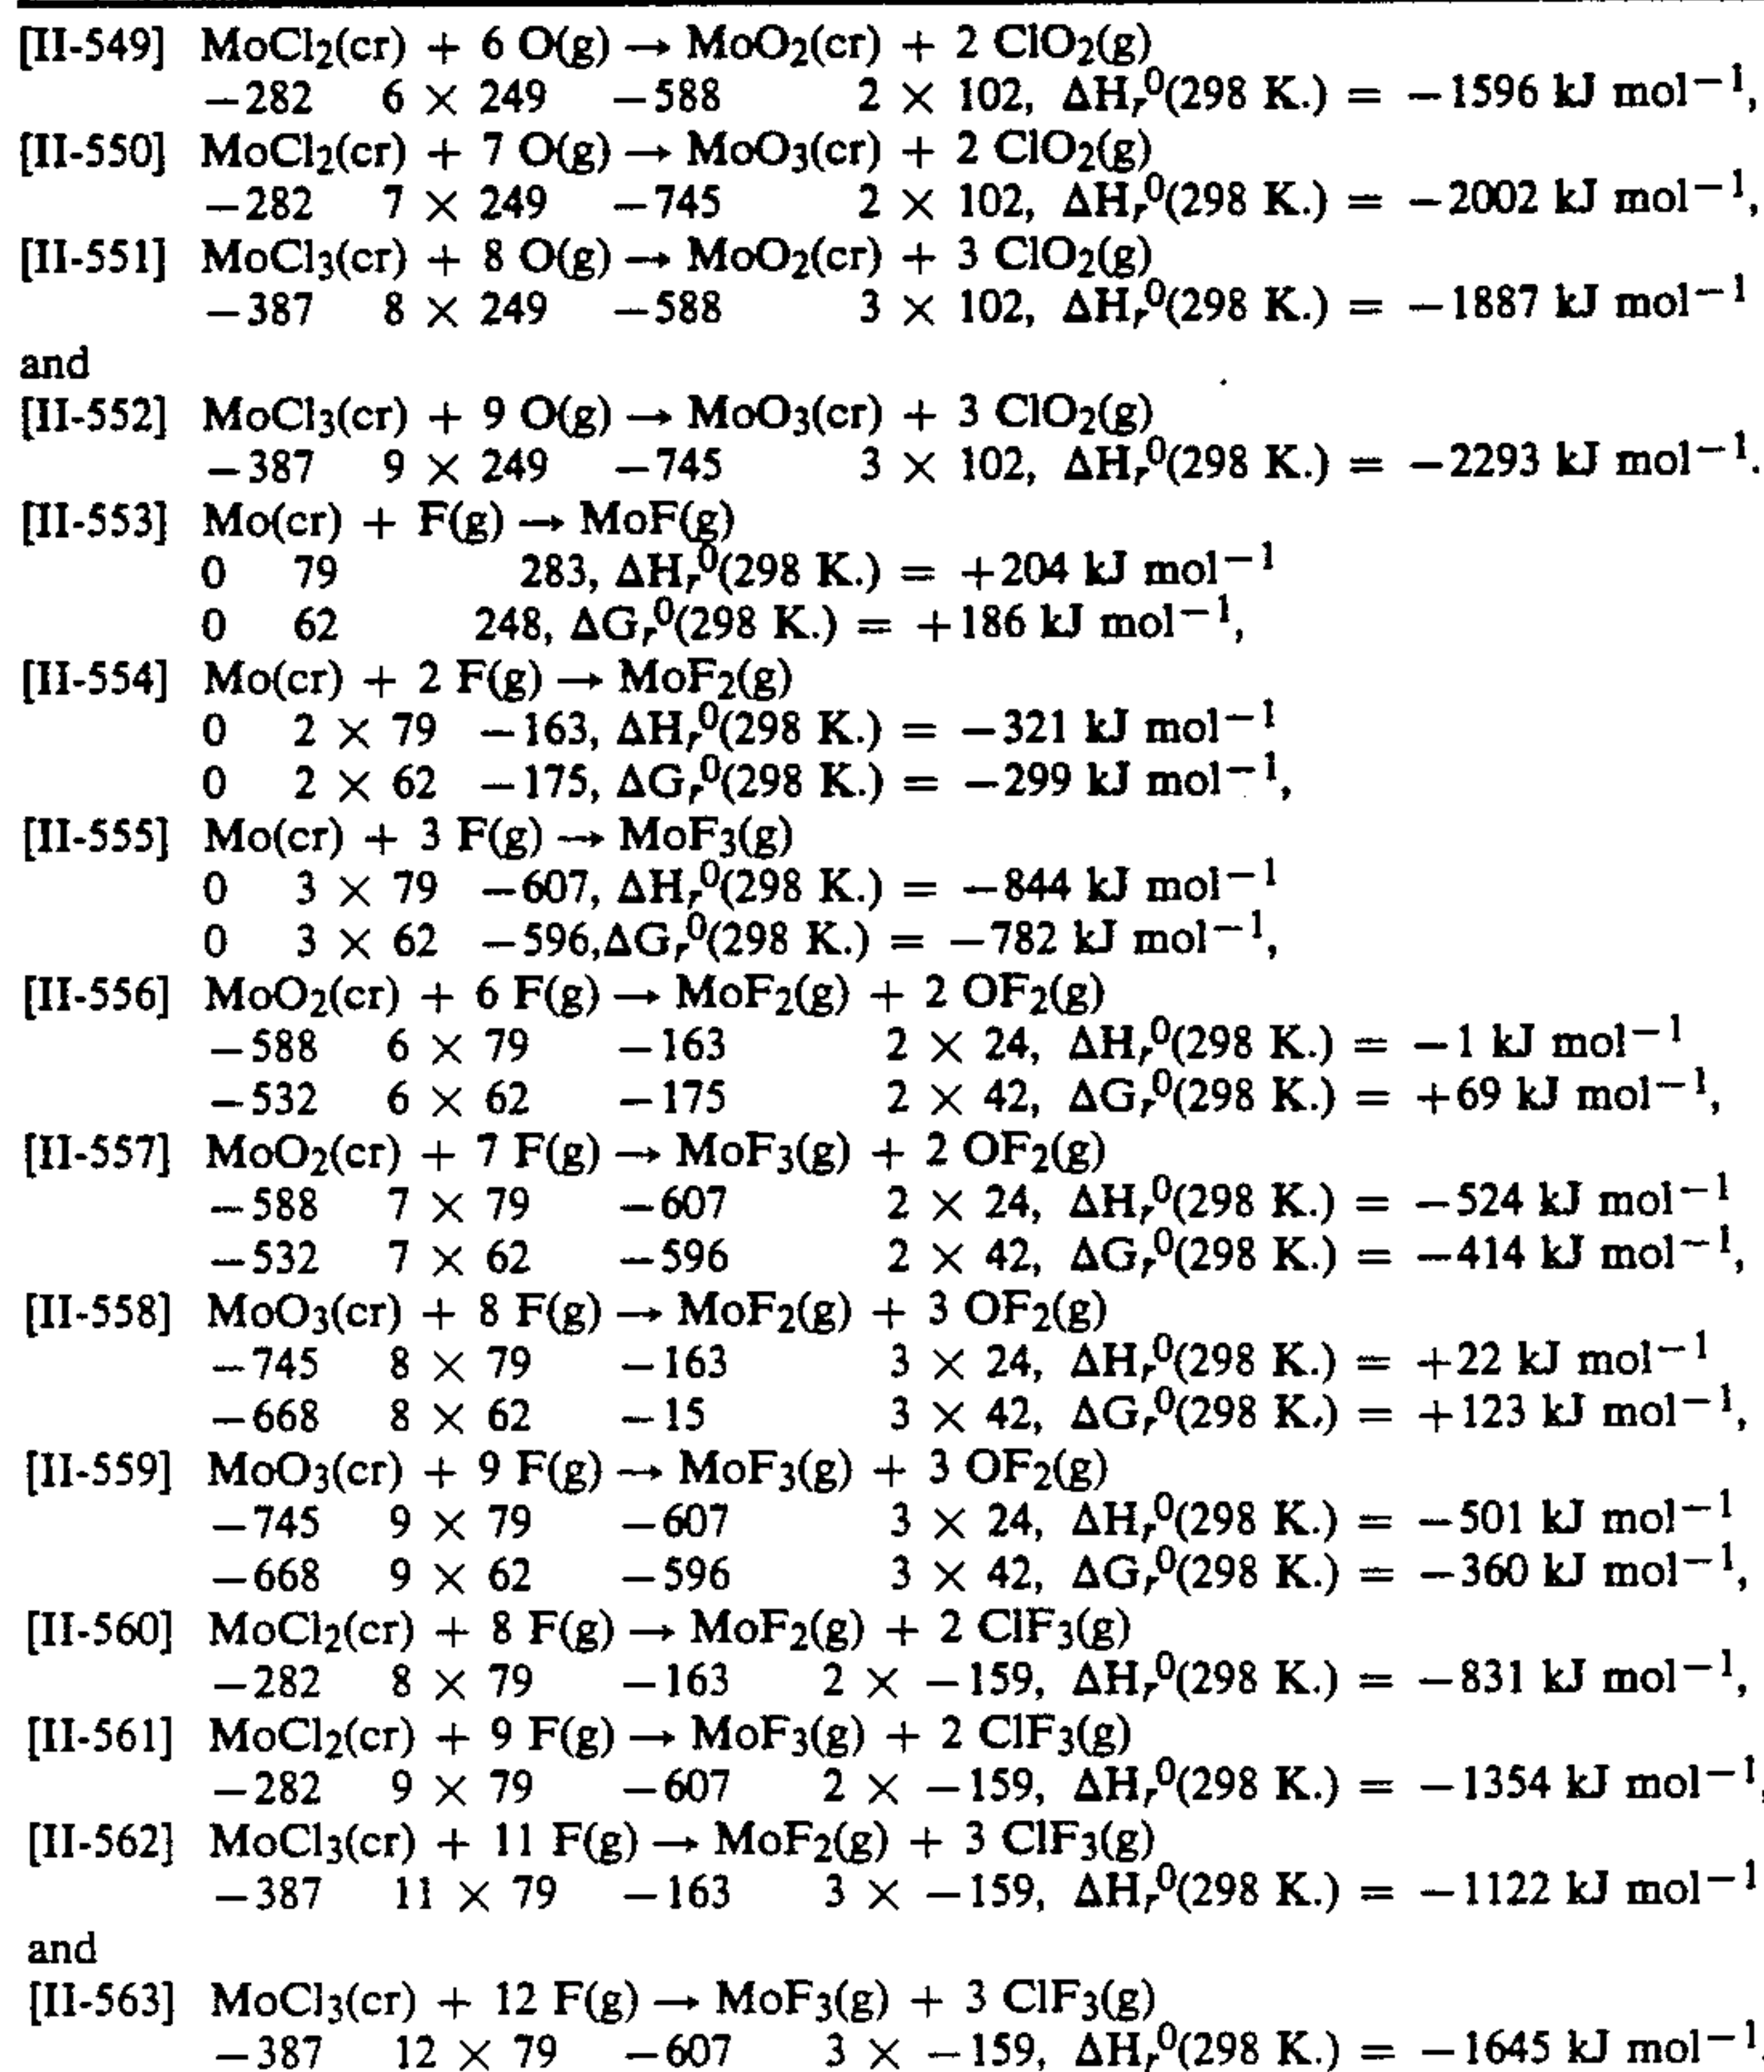 [II-549] MoCl₂(cr) + 6 O(g) → MoO₂(cr) + 2 ClO₂(g)
−282 6 × 249 −588 2 × 102, ΔHᵣ⁰(298 K.) = −1596 kJ mol⁻¹,
[II-550] MoCl₂(cr) + 7 O(g) → MoO₃(cr) + 2 ClO₂(g)
−282 7 × 249 −745 2 × 102, ΔHᵣ⁰(298 K.) = −2002 kJ mol⁻¹,
[II-551] MoCl₃(cr) + 8 O(g) → MoO₂(cr) + 3 ClO₂(g)
−387 8 × 249 −588 3 × 102, ΔHᵣ⁰(298 K.) = −1887 kJ mol⁻¹
and
[II-552] MoCl₃(cr) + 9 O(g) → MoO₃(cr) + 3 ClO₂(g)
−387 9 × 249 −745 3 × 102, ΔHᵣ⁰(298 K.) = −2293 kJ mol⁻¹.
[II-553] Mo(cr) + F(g) → MoF(g)
0 79 283, ΔHᵣ⁰(298 K.) = +204 kJ mol⁻¹
0 62 248, ΔGᵣ⁰(298 K.) = +186 kJ mol⁻¹,
[II-554] Mo(cr) + 2 F(g) → MoF₂(g)
0 2 × 79 −163, ΔHᵣ⁰(298 K.) = −321 kJ mol⁻¹
0 2 × 62 −175, ΔGᵣ⁰(298 K.) = −299 kJ mol⁻¹,
[II-555] Mo(cr) + 3 F(g) → MoF₃(g)
0 3 × 79 −607, ΔHᵣ⁰(298 K.) = −844 kJ mol⁻¹
0 3 × 62 −596,ΔGᵣ⁰(298 K.) = −782 kJ mol⁻¹,
[II-556] MoO₂(cr) + 6 F(g) → MoF₂(g) + 2 OF₂(g)
−588 6 × 79 −163 2 × 24, ΔHᵣ⁰(298 K.) = −1 kJ mol⁻¹
−532 6 × 62 −175 2 × 42, ΔGᵣ⁰(298 K.) = +69 kJ mol⁻¹,
[II-557] MoO₂(cr) + 7 F(g) → MoF₃(g) + 2 OF₂(g)
−588 7 × 79 −607 2 × 24, ΔHᵣ⁰(298 K.) = −524 kJ mol⁻¹
−532 7 × 62 −596 2 × 42, ΔGᵣ⁰(298 K.) = −414 kJ mol⁻¹,
[II-558] MoO₃(cr) + 8 F(g) → MoF₂(g) + 3 OF₂(g)
−745 8 × 79 −163 3 × 24, ΔHᵣ⁰(298 K.) = +22 kJ mol⁻¹
−668 8 × 62 −15 3 × 42, ΔGᵣ⁰(298 K.) = +123 kJ mol⁻¹,
[II-559] MoO₃(cr) + 9 F(g) → MoF₃(g) + 3 OF₂(g)
−745 9 × 79 −607 3 × 24, ΔHᵣ⁰(298 K.) = −501 kJ mol⁻¹
−668 9 × 62 −596 3 × 42, ΔGᵣ⁰(298 K.) = −360 kJ mol⁻¹,
[II-560] MoCl₂(cr) + 8 F(g) → MoF₂(g) + 2 ClF₃(g)
−282 8 × 79 −163 2 × −159, ΔHᵣ⁰(298 K.) = −831 kJ mol⁻¹,
[II-561] MoCl₂(cr) + 9 F(g) → MoF₃(g) + 2 ClF₃(g)
−282 9 × 79 −607 2 × −159, ΔHᵣ⁰(298 K.) = −1354 kJ mol⁻¹,
[II-562] MoCl₃(cr) + 11 F(g) → MoF₂(g) + 3 ClF₃(g)
−387 11 × 79 −163 3 × −159, ΔHᵣ⁰(298 K.) = −1122 kJ mol⁻¹
and
[II-563] MoCl₃(cr) + 12 F(g) → MoF₃(g) + 3 ClF₃(g)
−387 12 × 79 −607 3 × −159, ΔHᵣ⁰(298 K.) = −1645 kJ mol⁻¹